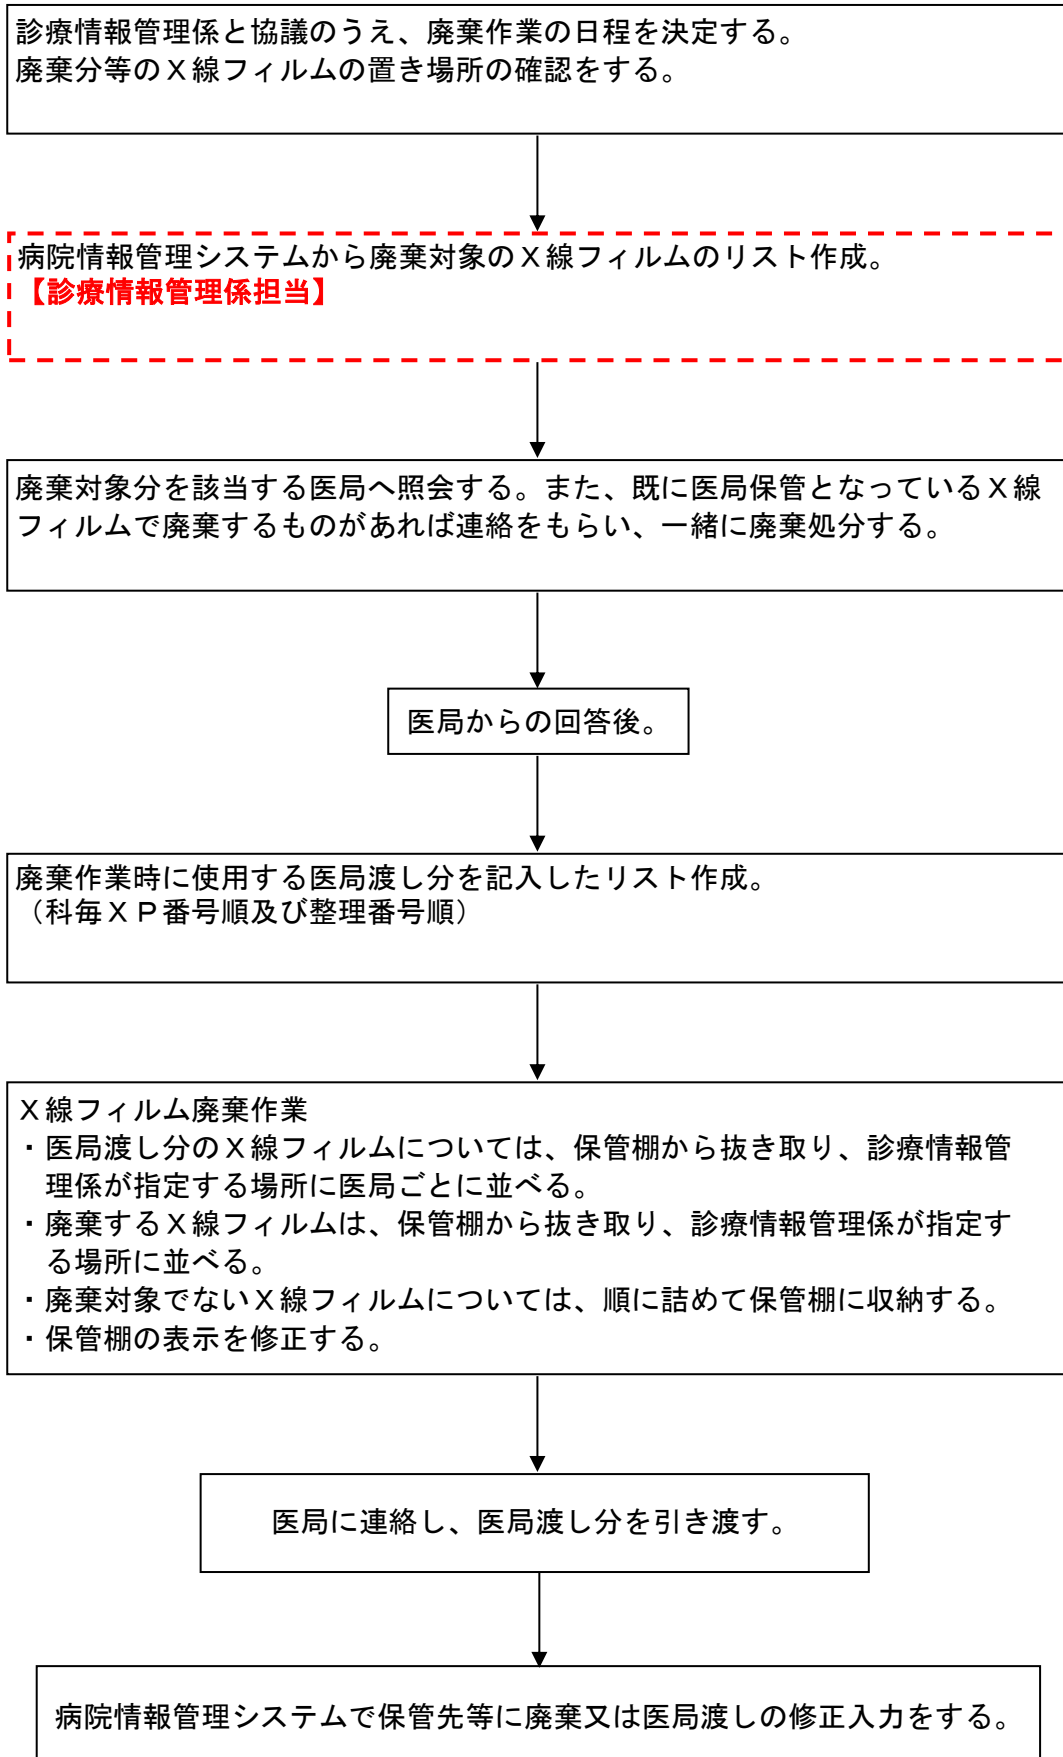 診療情報管理係と協議のうえ、廃棄作業の日程を決定する。
廃棄分等のＸ線フィルムの置き場所の確認をする。
病院情報管理システムから廃棄対象のＸ線フィルムのリスト作成。
【診療情報管理係担当】
廃棄対象分を該当する医局へ照会する。また、既に医局保管となっているＸ線
フィルムで廃棄するものがあれば連絡をもらい、一緒に廃棄処分する。
医局からの回答後。
廃棄作業時に使用する医局渡し分を記入したリスト作成。
（科毎ＸＰ番号順及び整理番号順）
Ｘ線フィルム廃棄作業
・医局渡し分のＸ線フィルムについては、保管棚から抜き取り、診療情報管
理係が指定する場所に医局ごとに並べる。
・廃棄するＸ線フィルムは、保管棚から抜き取り、診療情報管理係が指定す
る場所に並べる。
・廃棄対象でないＸ線フィルムについては、順に詰めて保管棚に収納する。
・保管棚の表示を修正する。
医局に連絡し、医局渡し分を引き渡す。
病院情報管理システムで保管先等に廃棄又は医局渡しの修正入力をする。